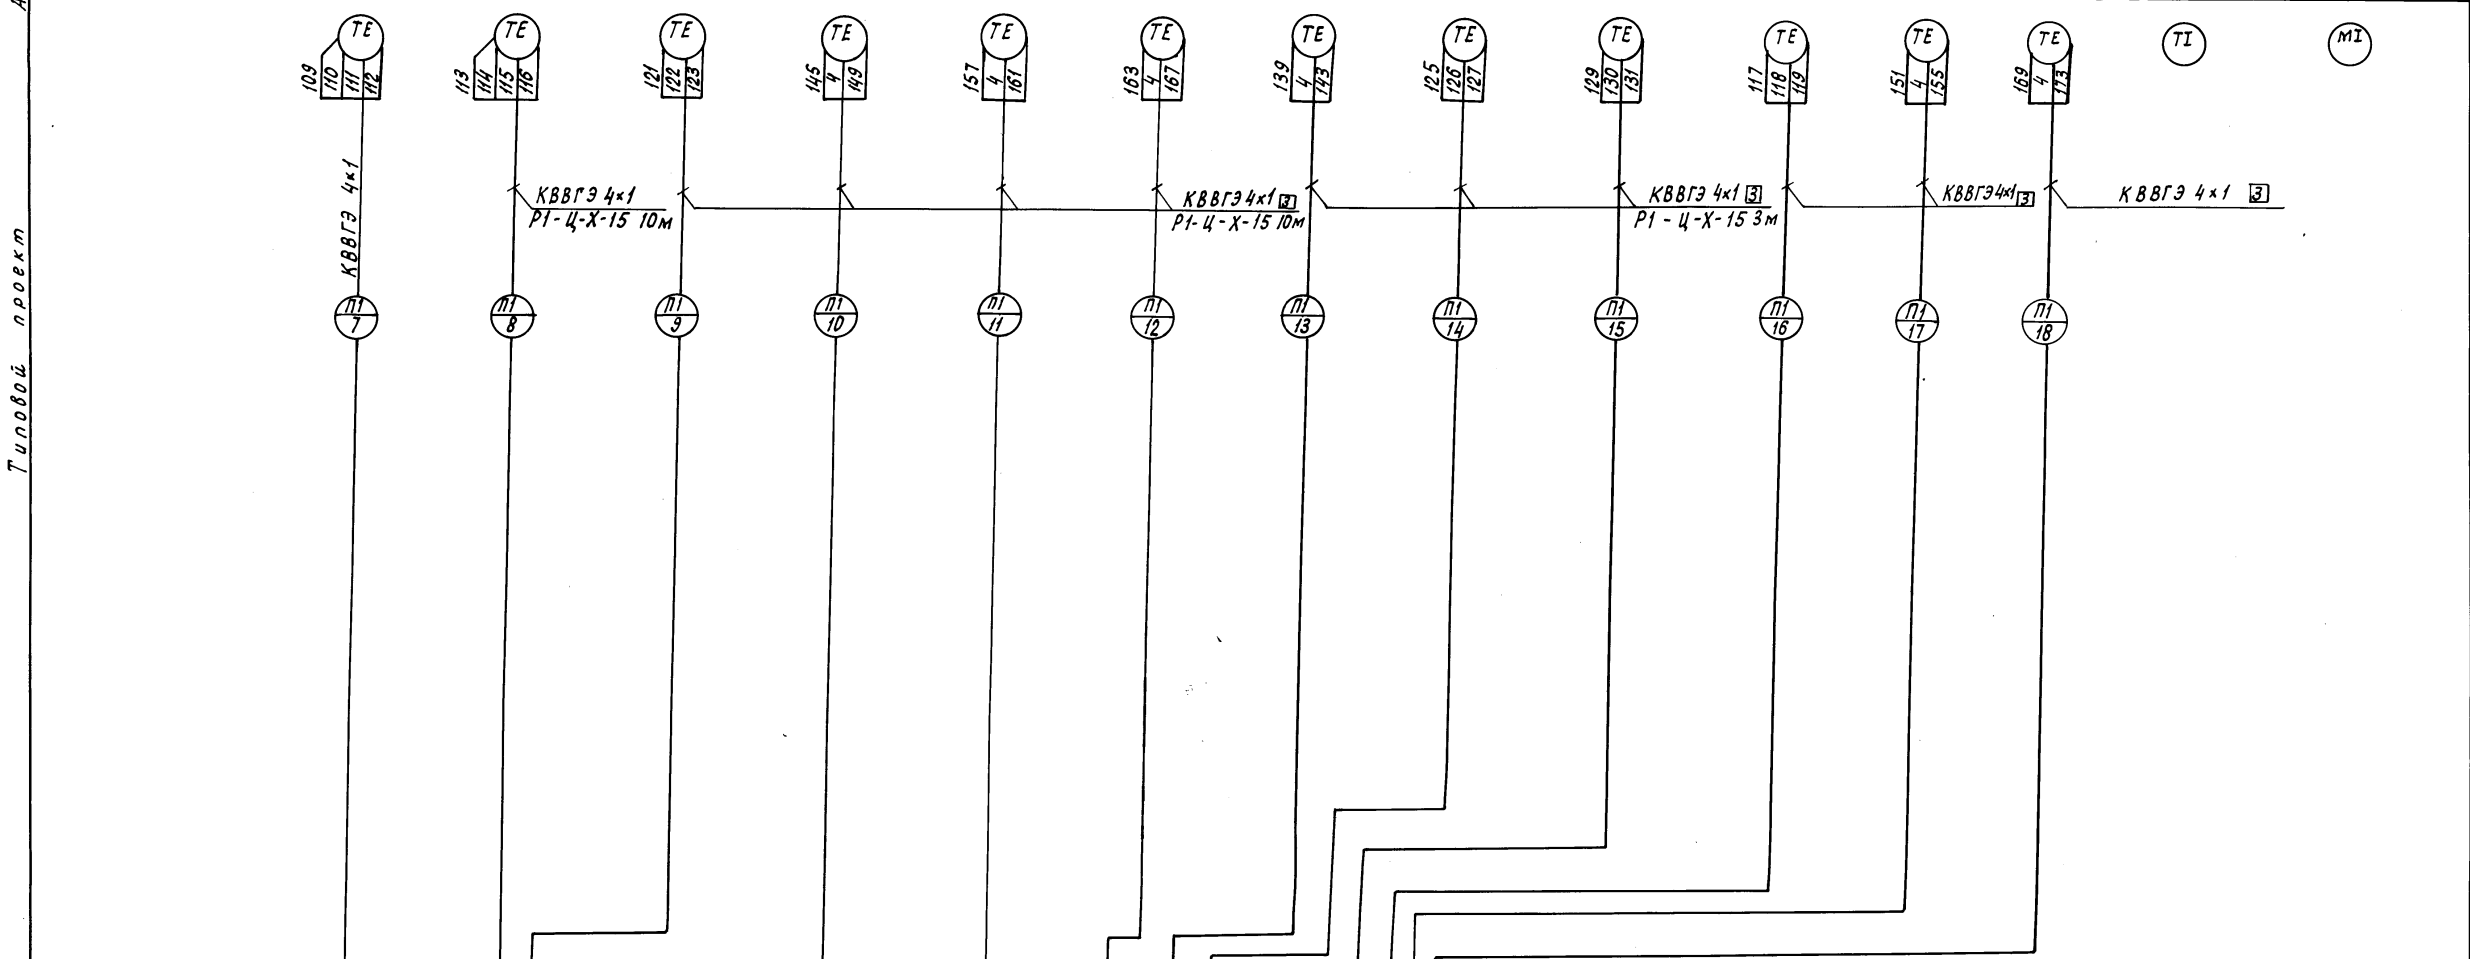 TE TE TE TE TE TE TE TE TE TE TE TE TI MI
109 110 111 112
113 114 115 116
121 122 123
145 4 149
157 4 161
163 4 167
139 4 143
125 126 127
129 130 131
117 118 119
151 4 155
169 4 173
КВВГЭ 4×1
КВВГЭ 4×1
Р1-Ц-Х-15 10м
КВВГЭ 4×1 3
Р1-Ц-Х-15 10м
КВВГЭ 4×1 3
Р1-Ц-Х-15 3м
КВВГЭ 4×1 3
КВВГЭ 4×1 3
П1 7
П1 8
П1 9
П1 10
П1 11
П1 12
П1 13
П1 14
П1 15
П1 16
П1 17
П1 18
Типовой проект